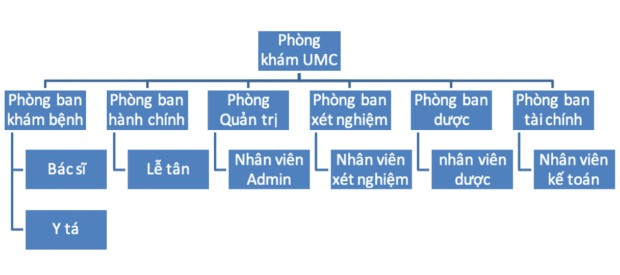 Phòng
khám UMC
Phòng ban
khám bệnh
Phòng ban
hành chính
Phòng
Quản trị
Phòng ban
xét nghiệm
Phòng ban
dược
Phòng ban
tài chính
Bác sĩ
Lễ tân
Nhân viên
Admin
Nhân viên
xét nghiệm
nhân viên
dược
Nhân viên
kế toán
Y tá